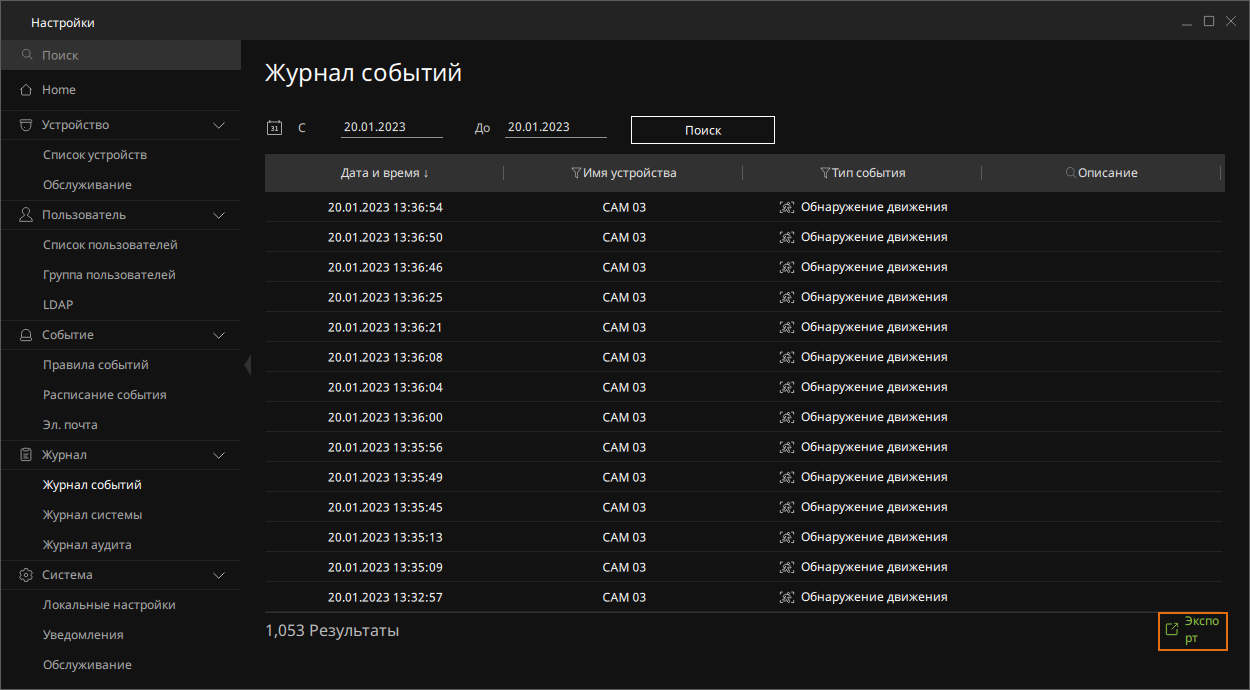 Настройки
Поиск
Home
Устройство
Список устройств
Обслуживание
Пользователь
Список пользователей
Группа пользователей
LDAP
Событие
Правила событий
Расписание события
Эл. почта
Журнал
Журнал событий
Журнал системы
Журнал аудита
Система
Локальные настройки
Уведомления
Обслуживание
Журнал событий
31 С 20.01.2023 До 20.01.2023 Поиск
Дата и время ↓ Имя устройства Тип события Описание
20.01.2023 13:36:54 CAM 03 Обнаружение движения
20.01.2023 13:36:50 CAM 03 Обнаружение движения
20.01.2023 13:36:46 CAM 03 Обнаружение движения
20.01.2023 13:36:25 CAM 03 Обнаружение движения
20.01.2023 13:36:21 CAM 03 Обнаружение движения
20.01.2023 13:36:08 CAM 03 Обнаружение движения
20.01.2023 13:36:04 CAM 03 Обнаружение движения
20.01.2023 13:36:00 CAM 03 Обнаружение движения
20.01.2023 13:35:56 CAM 03 Обнаружение движения
20.01.2023 13:35:49 CAM 03 Обнаружение движения
20.01.2023 13:35:45 CAM 03 Обнаружение движения
20.01.2023 13:35:13 CAM 03 Обнаружение движения
20.01.2023 13:35:09 CAM 03 Обнаружение движения
20.01.2023 13:32:57 CAM 03 Обнаружение движения
1,053 Результаты
Экспо
рт